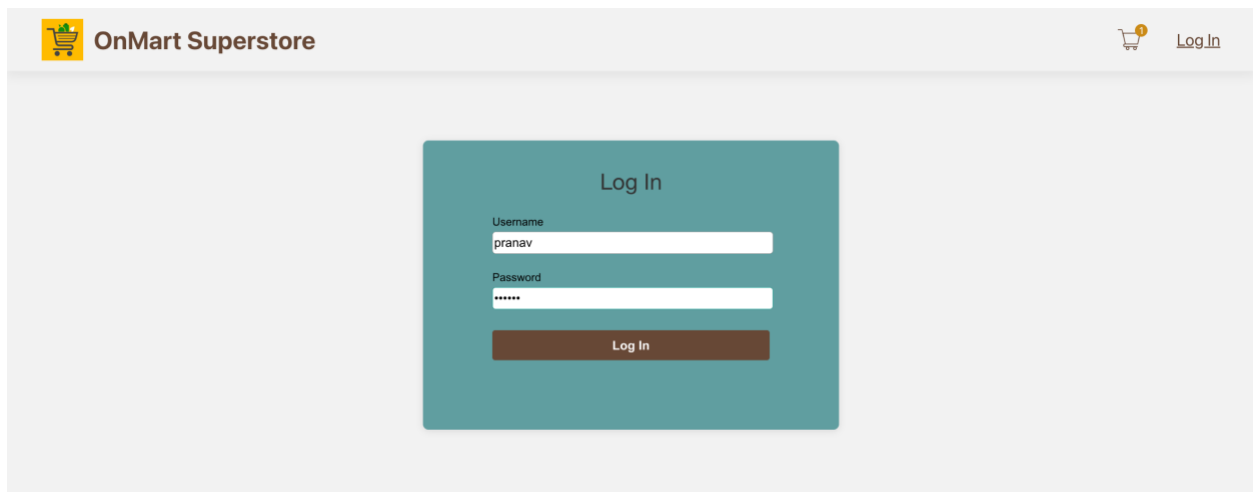 OnMart Superstore
1
Log In
Log In
Username
pranav
Password
••••••
Log In